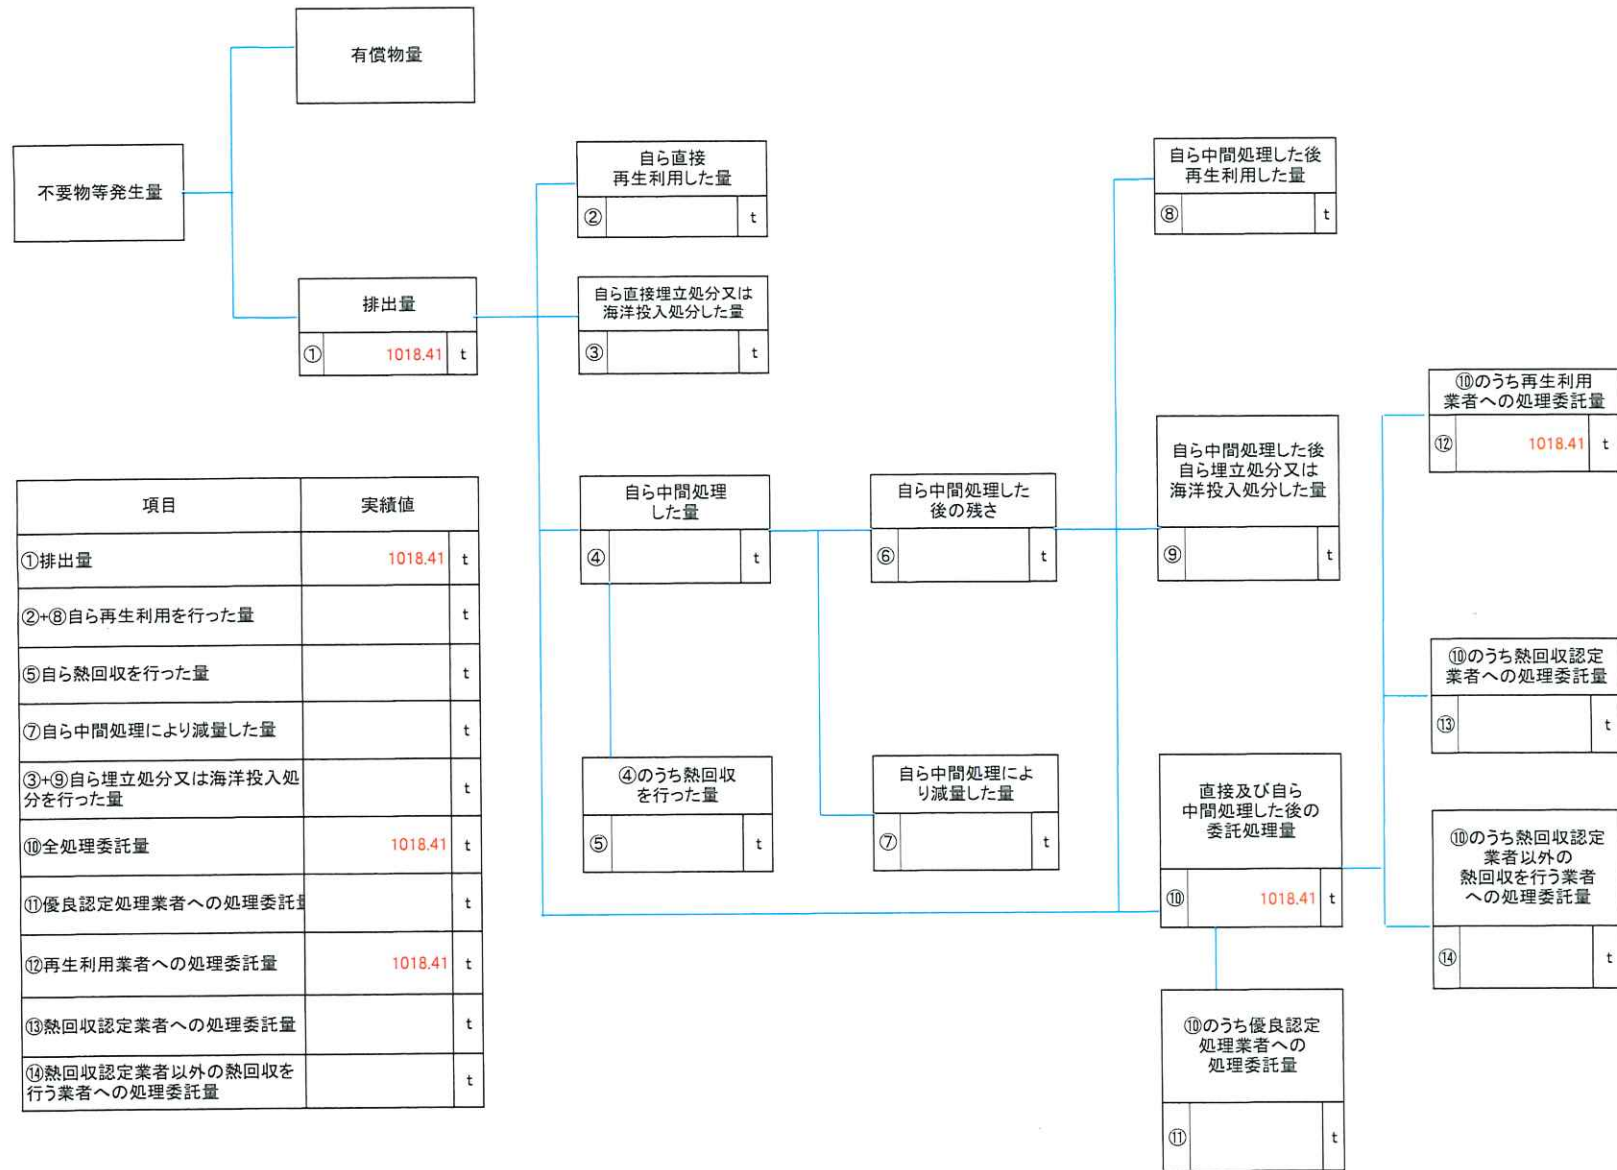 有償物量
不要物等発生量
排出量
① 1018.41 t
自ら直接
再生利用した量
② t
自ら直接埋立処分又は
海洋投入処分した量
③ t
自ら中間処理
した量
④ t
④のうち熱回収
を行った量
⑤ t
自ら中間処理した
後の残さ
⑥ t
自ら中間処理によ
り減量した量
⑦ t
自ら中間処理した後
再生利用した量
⑧ t
自ら中間処理した後
自ら埋立処分又は
海洋投入処分した量
⑨ t
直接及び自ら
中間処理した後の
委託処理量
⑩ 1018.41 t
⑩のうち優良認定
処理業者への
処理委託量
⑪ t
⑩のうち再生利用
業者への処理委託量
⑫ 1018.41 t
⑩のうち熱回収認定
業者への処理委託量
⑬ t
⑩のうち熱回収認定
業者以外の
熱回収を行う業者
への処理委託量
⑭ t
項目 実績値
①排出量 1018.41 t
②+⑧自ら再生利用を行った量 t
⑤自ら熱回収を行った量 t
⑦自ら中間処理により減量した量 t
③+⑨自ら埋立処分又は海洋投入処
分を行った量 t
⑩全処理委託量 1018.41 t
⑪優良認定処理業者への処理委託 t
⑫再生利用業者への処理委託量 1018.41 t
⑬熱回収認定業者への処理委託量 t
⑭熱回収認定業者以外の熱回収を
行う業者への処理委託量 t